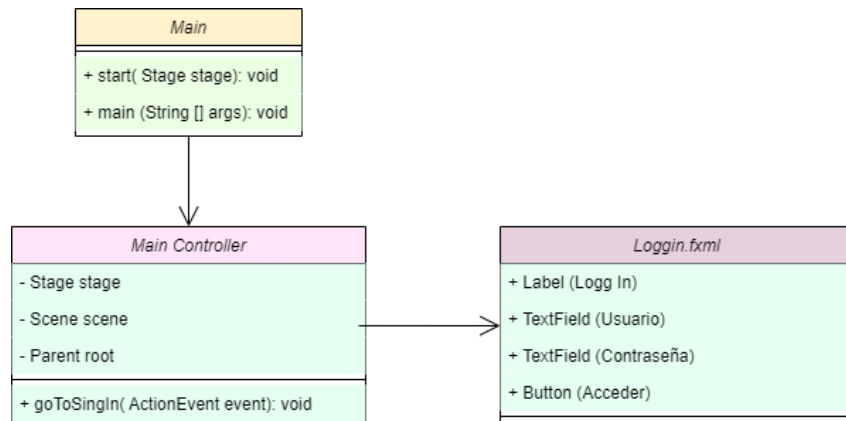 Main
+ start( Stage stage): void
+ main (String [] args): void
Main Controller
- Stage stage
- Scene scene
- Parent root
+ goToSingIn( ActionEvent event): void
Loggin.fxml
+ Label (Logg In)
+ TextField (Usuario)
+ TextField (Contraseña)
+ Button (Acceder)